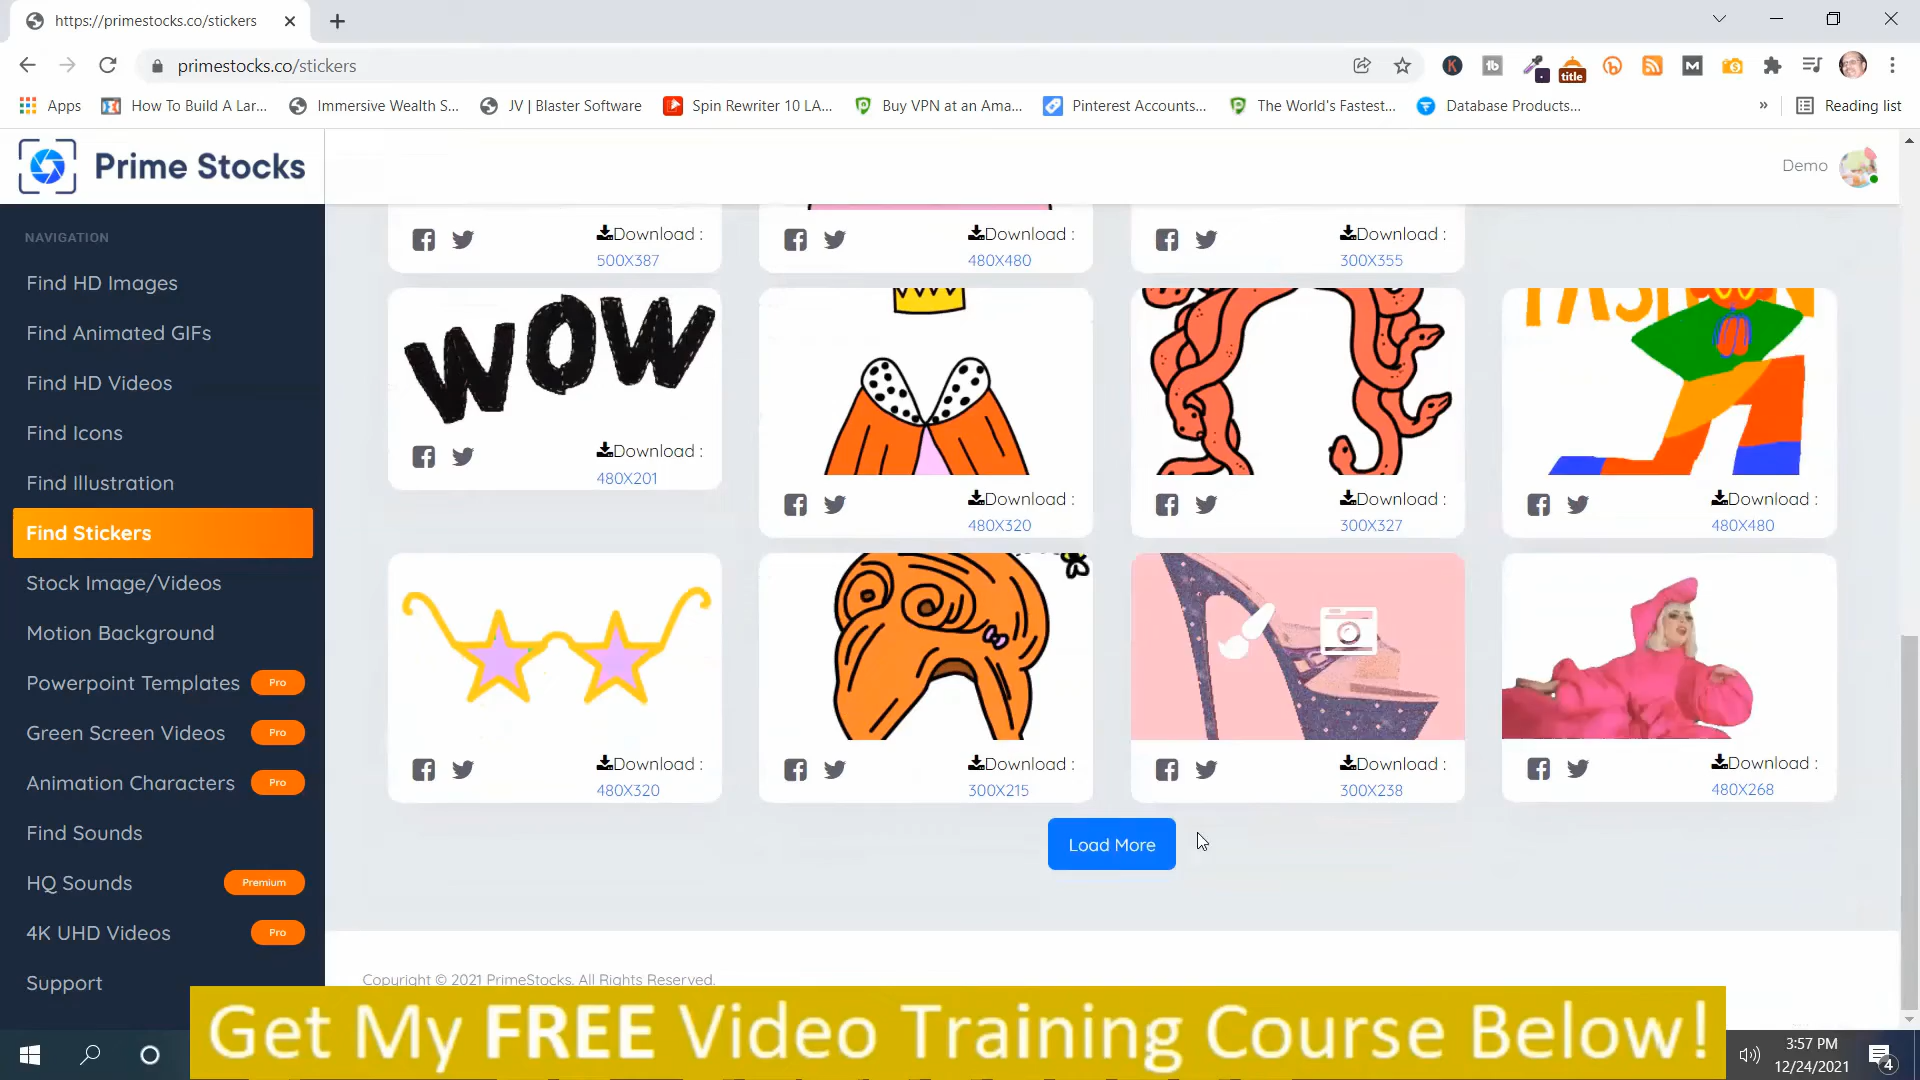 https://primestocks.co/stickers
primestocks.co/stickers
title
Apps How To Build A Lar... Immersive Wealth S... JV | Blaster Software Spin Rewriter 10 LA... Buy VPN at an Ama... Pinterest Accounts... The World's Fastest... Database Products... » Reading list
Prime Stocks
Demo
NAVIGATION
Find HD Images
Find Animated GIFs
Find HD Videos
Find Icons
Find Illustration
Find Stickers
Stock Image/Videos
Motion Background
Powerpoint Templates Pro
Green Screen Videos Pro
Animation Characters Pro
Find Sounds
HQ Sounds Premium
4K UHD Videos Pro
Support
Download : Download : Download :
500X387 480X480 300X355
WOW
FASHION
Download :
480X201
Download : Download : Download :
480X320 300X327 480X480
Download : Download : Download : Download :
480X320 300X215 300X238 480X268
Load More
Copyright © 2021 PrimeStocks. All Rights Reserved.
Get My FREE Video Training Course Below!
3:57 PM
12/24/2021
4